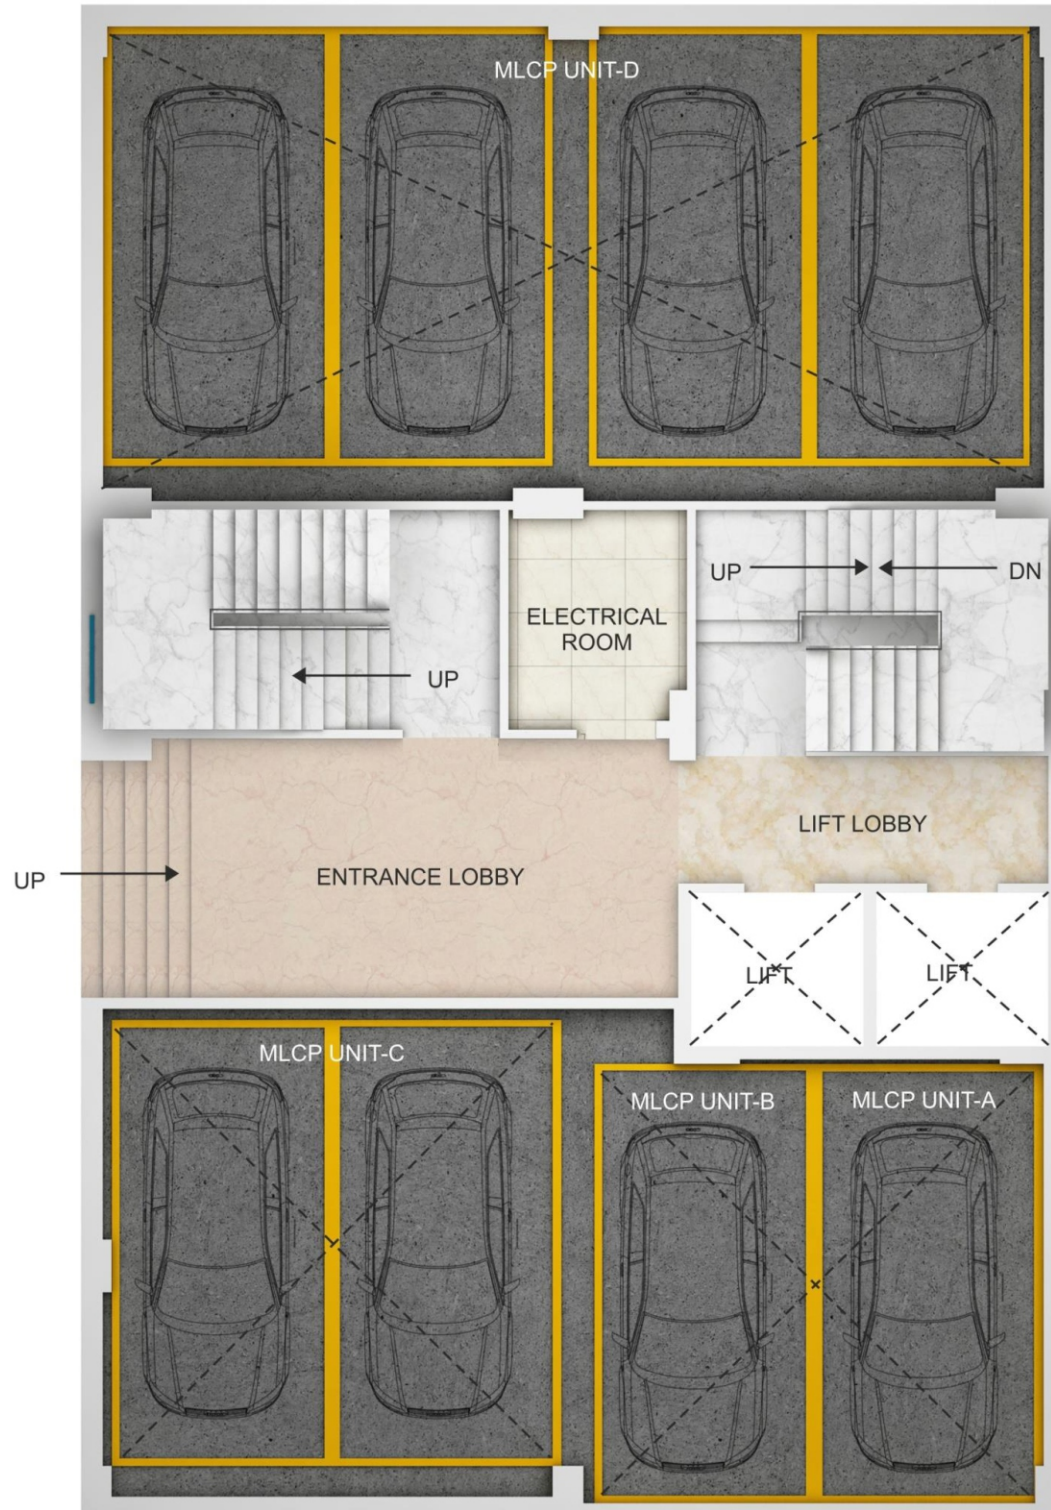 MLCP UNIT-D
UP
DN
ELECTRICAL
ROOM
UP
LIFT LOBBY
UP
ENTRANCE LOBBY
LIFT
LIFT
MLCP UNIT-C
MLCP UNIT-B
MLCP UNIT-A